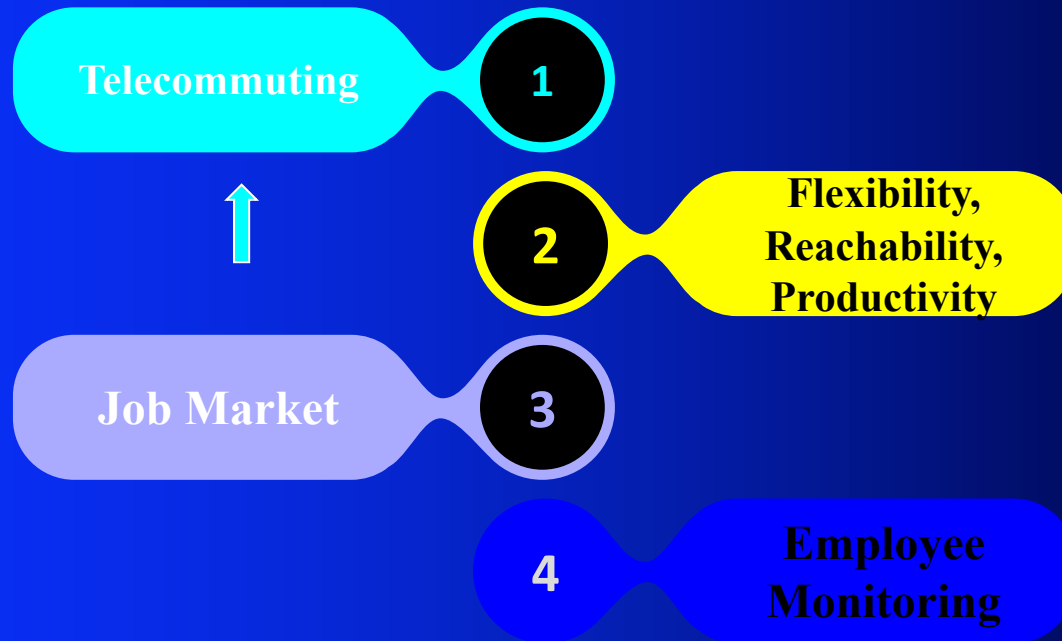 Telecommuting
1
2
Flexibility,
Reachability,
Productivity
Job Market
3
4
Employee
Monitoring